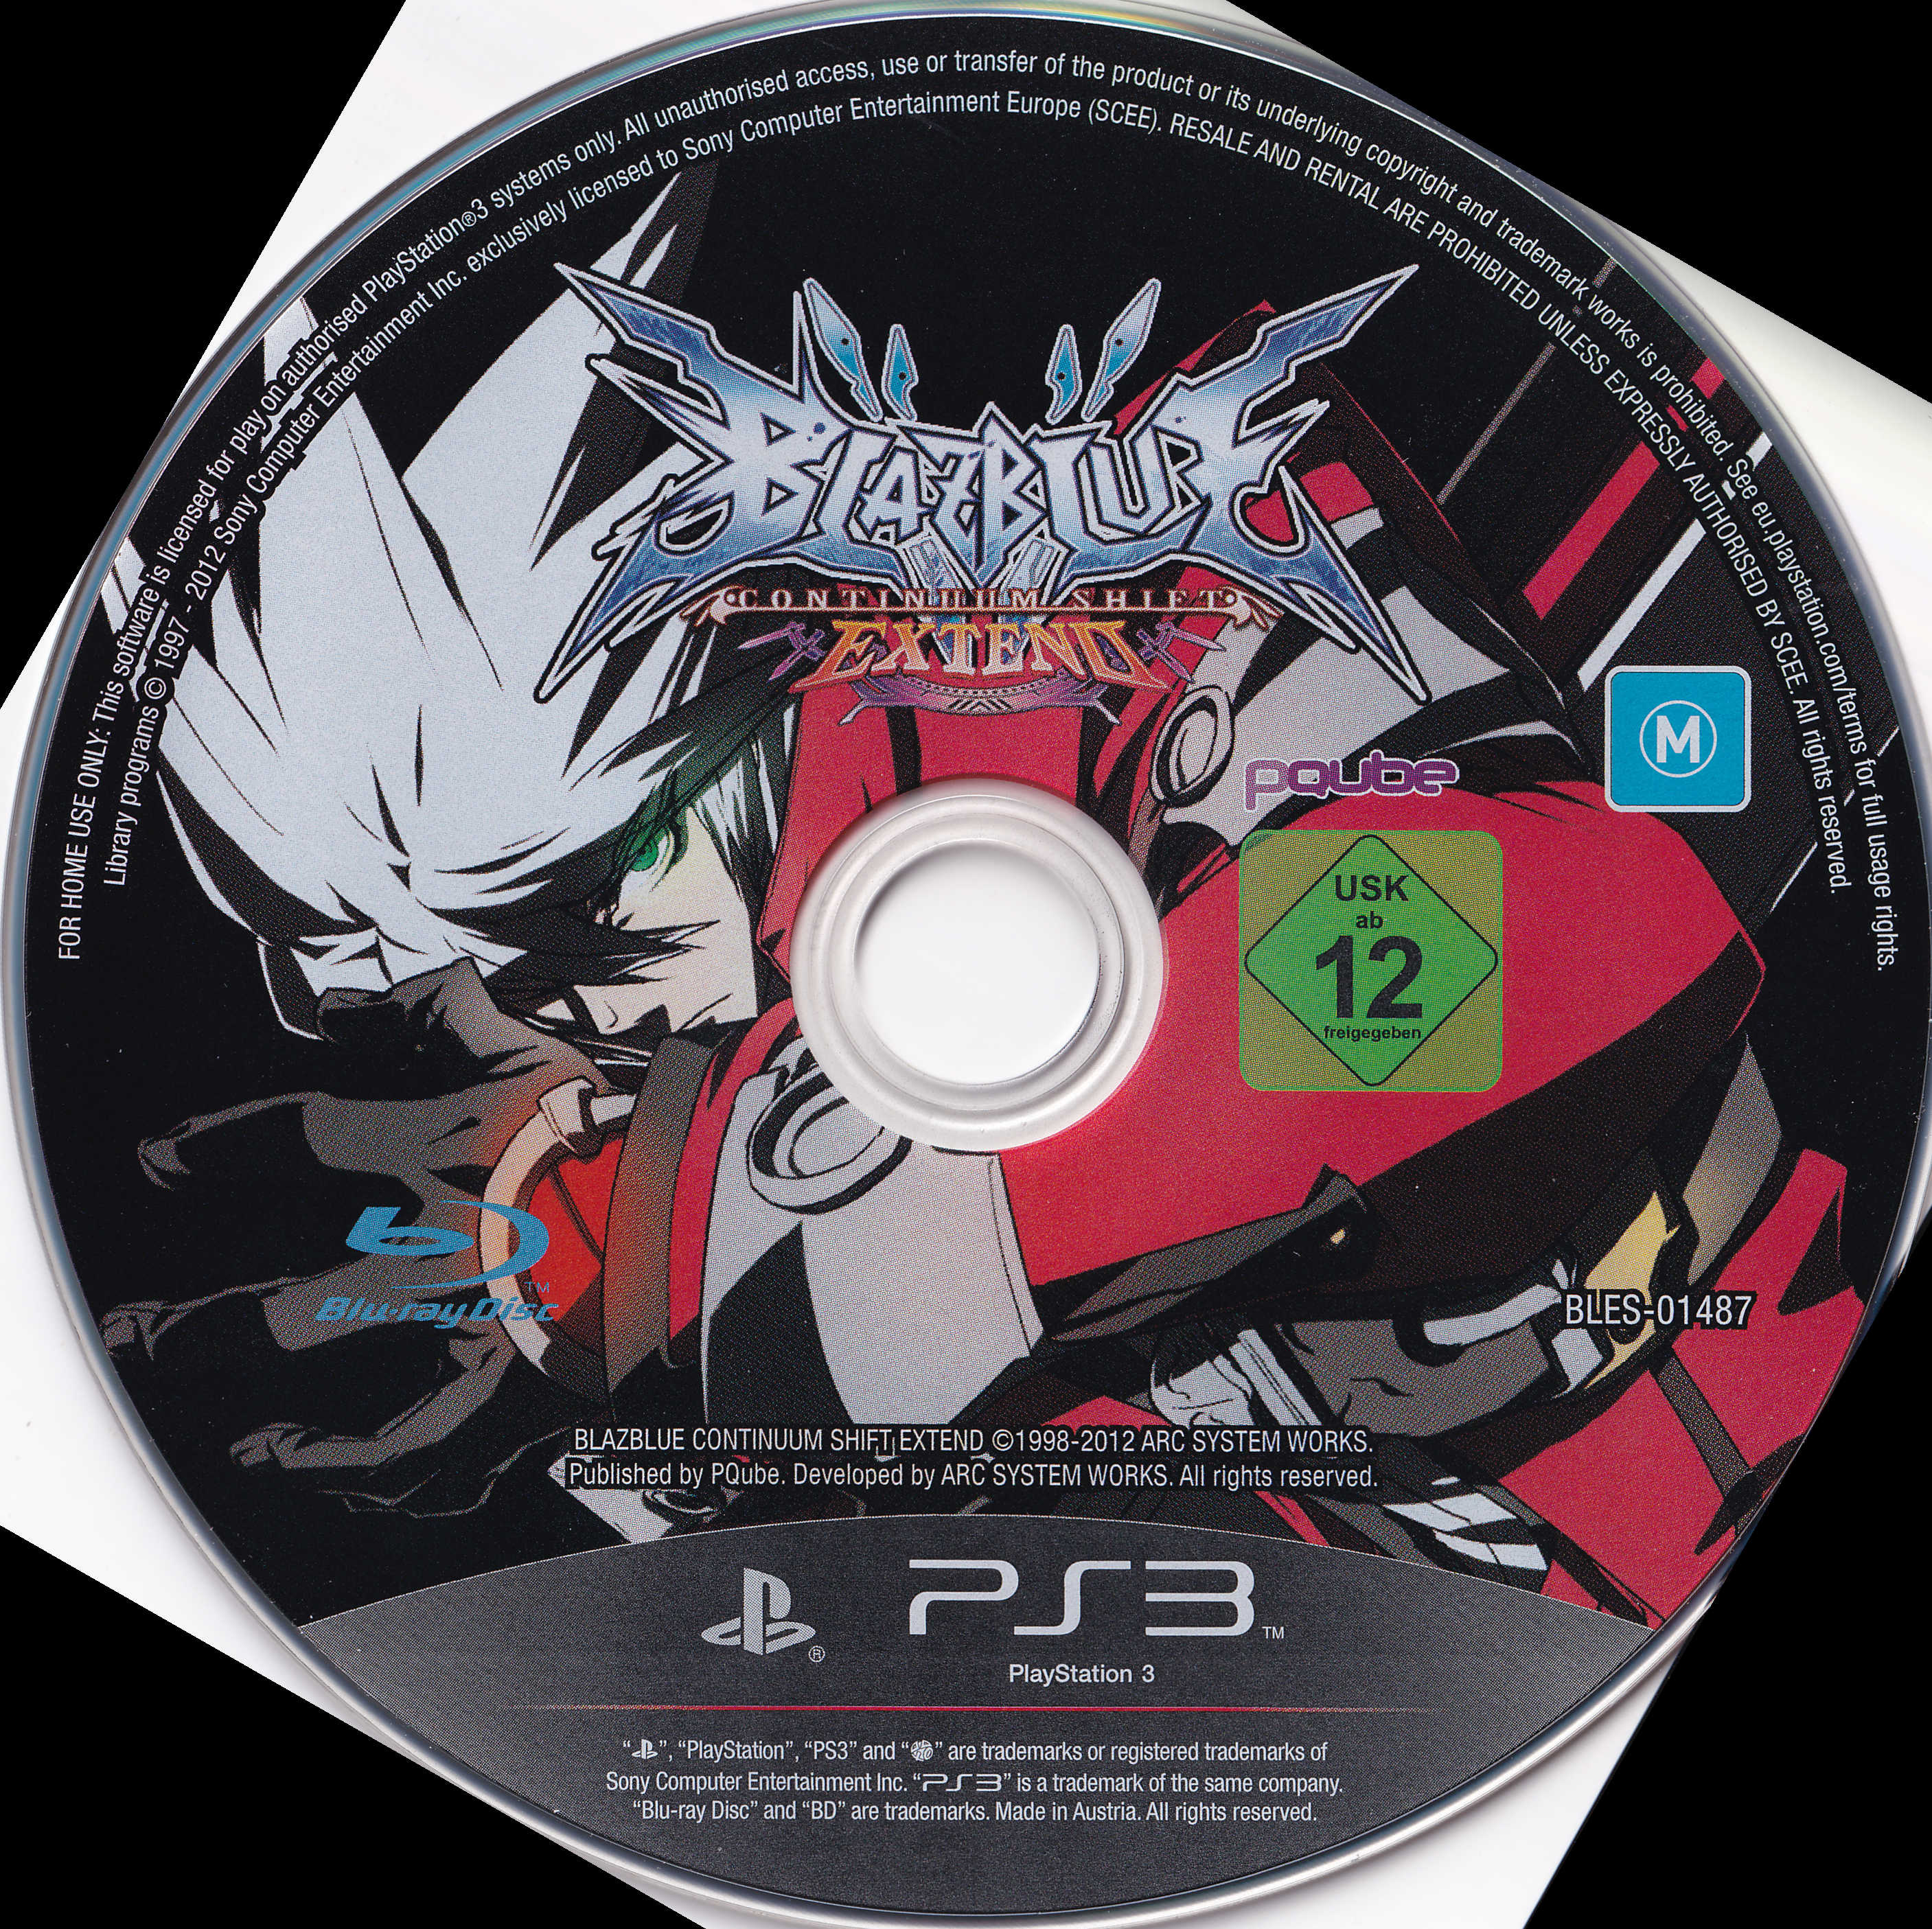 FOR HOME USE ONLY: This software is licensed for play on authorised PlayStation®3 systems only. All unauthorised access, use or transfer of the product or its underlying copyright and trademark works is prohibited. See eu.playstation.com/terms for full usage rights.
Library programs © 1997 - 2012 Sony Computer Entertainment Inc. exclusively licensed to Sony Computer Entertainment Europe (SCEE). RESALE AND RENTAL ARE PROHIBITED UNLESS EXPRESSLY AUTHORISED BY SCEE. All rights reserved.
BLAZBLUE
CONTINUUM SHIFT
EXTEND
M
PQube
USK
ab
12
freigegeben
TM
Blu-ray Disc
BLES-01487
BLAZBLUE CONTINUUM SHIFT EXTEND ©1998-2012 ARC SYSTEM WORKS.
Published by PQube. Developed by ARC SYSTEM WORKS. All rights reserved.
® PS3 TM
PlayStation 3
“ ”, “PlayStation”, “PS3” and “ ” are trademarks or registered trademarks of
Sony Computer Entertainment Inc. “PS3” is a trademark of the same company.
“Blu-ray Disc” and “BD” are trademarks. Made in Austria. All rights reserved.